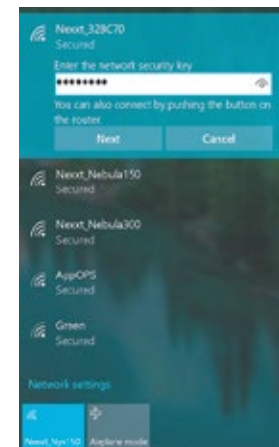 Nexxt_328C70
Secured
Enter the network security key
••••••••
You can also connect by pushing the button on
the router
Next
Cancel
Nexxt_Nebula150
Secured
Nexxt_Nebula300
Secured
AppOPS
Secured
Green
Secured
Network settings
Nexxt_Nyx150
Airplane mode